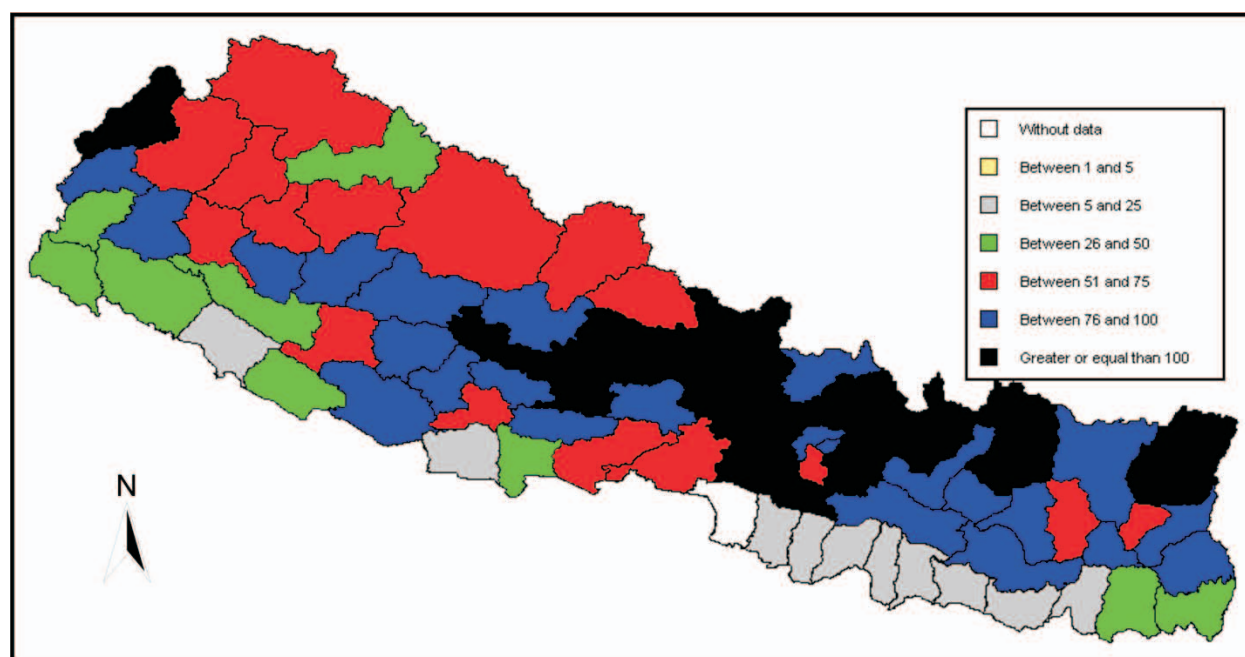 Without data
Between 1 and 5
Between 5 and 25
Between 26 and 50
Between 51 and 75
Between 76 and 100
Greater or equal than 100
N